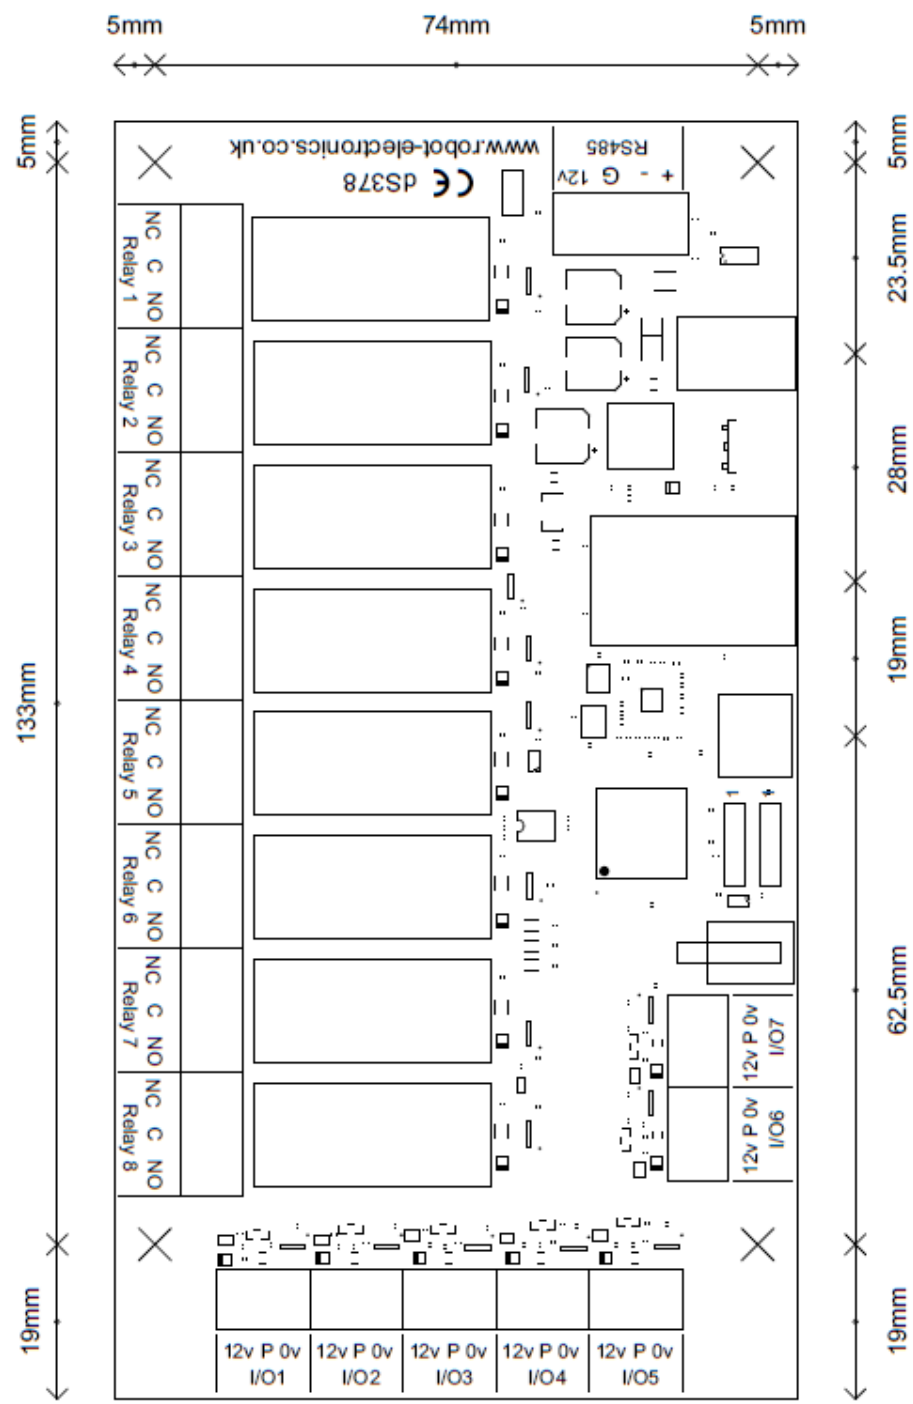 5mm 74mm 5mm
5mm
133mm
19mm
5mm
23.5mm
28mm
19mm
62.5mm
19mm
www.robot-electronics.co.uk
CE dS378
RS485
+ - G 12v
NC C NO
Relay 1
NC C NO
Relay 2
NC C NO
Relay 3
NC C NO
Relay 4
NC C NO
Relay 5
NC C NO
Relay 6
NC C NO
Relay 7
NC C NO
Relay 8
1
12v P 0v
I/O7
12v P 0v
I/O6
12v P 0v 12v P 0v 12v P 0v 12v P 0v 12v P 0v
I/O1 I/O2 I/O3 I/O4 I/O5